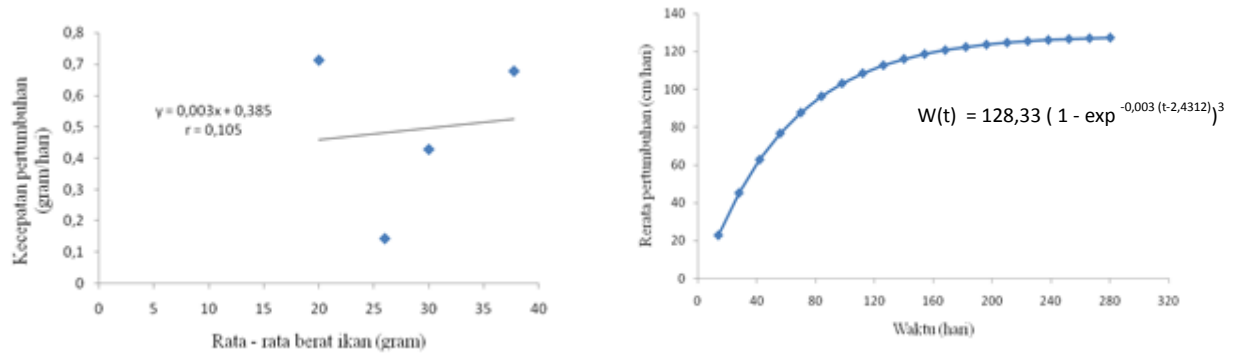 Kecepatan pertumbuhan
(gram/hari)
0,8
0,7
0,6
0,5
0,4
0,3
0,2
0,1
0
y = 0,003x + 0,385
r = 0,105
0 5 10 15 20 25 30 35 40
Rata - rata berat ikan (gram)
Rerata pertumbuhan (cm/hari)
140
120
100
80
60
40
20
0
W(t) = 128,33 ( 1 - exp -0,003 (t-2,4312))3
0 40 80 120 160 200 240 280 320
Waktu (hari)